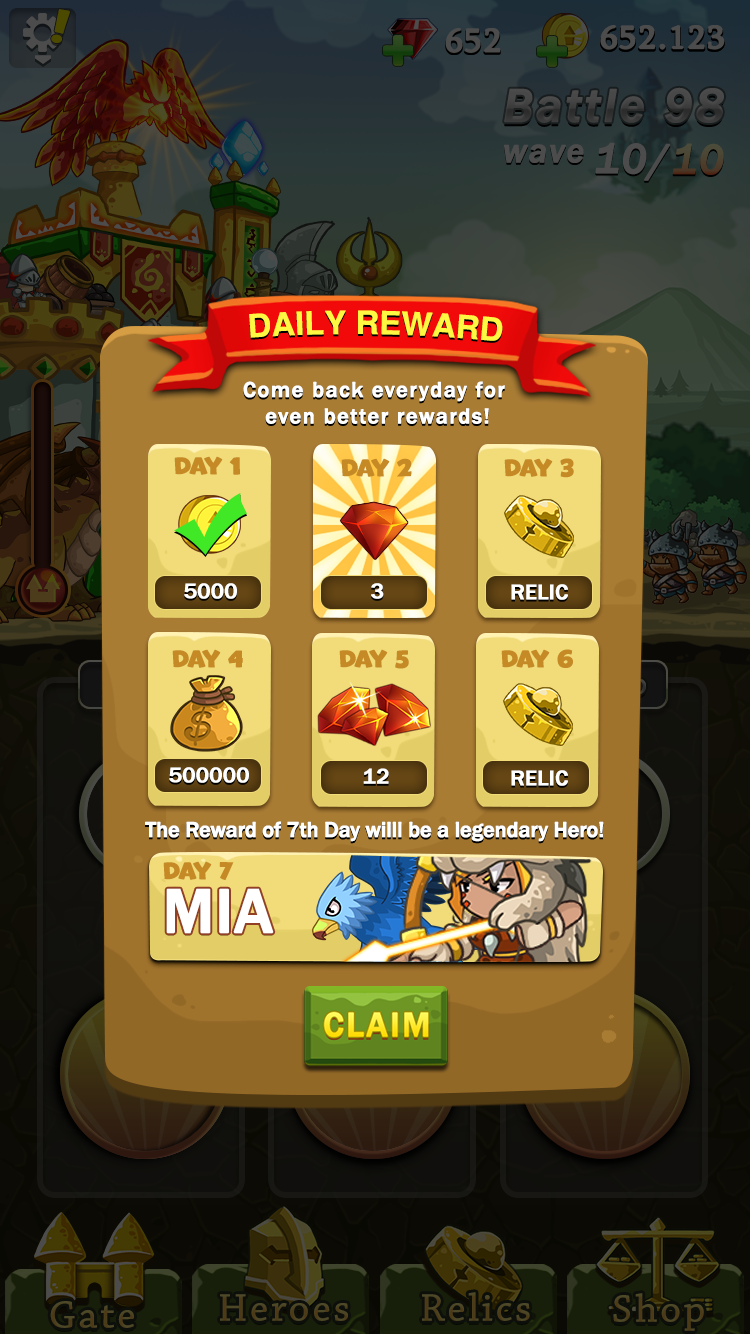 652
652.123
Battle 98
wave 10/10
DAILY REWARD
Come back everyday for
even better rewards!
DAY 1
5000
DAY 2
3
DAY 3
RELIC
DAY 4
500000
DAY 5
12
DAY 6
RELIC
The Reward of 7th Day willl be a legendary Hero!
DAY 7
MIA
CLAIM
Gate
Heroes
Relics
Shop